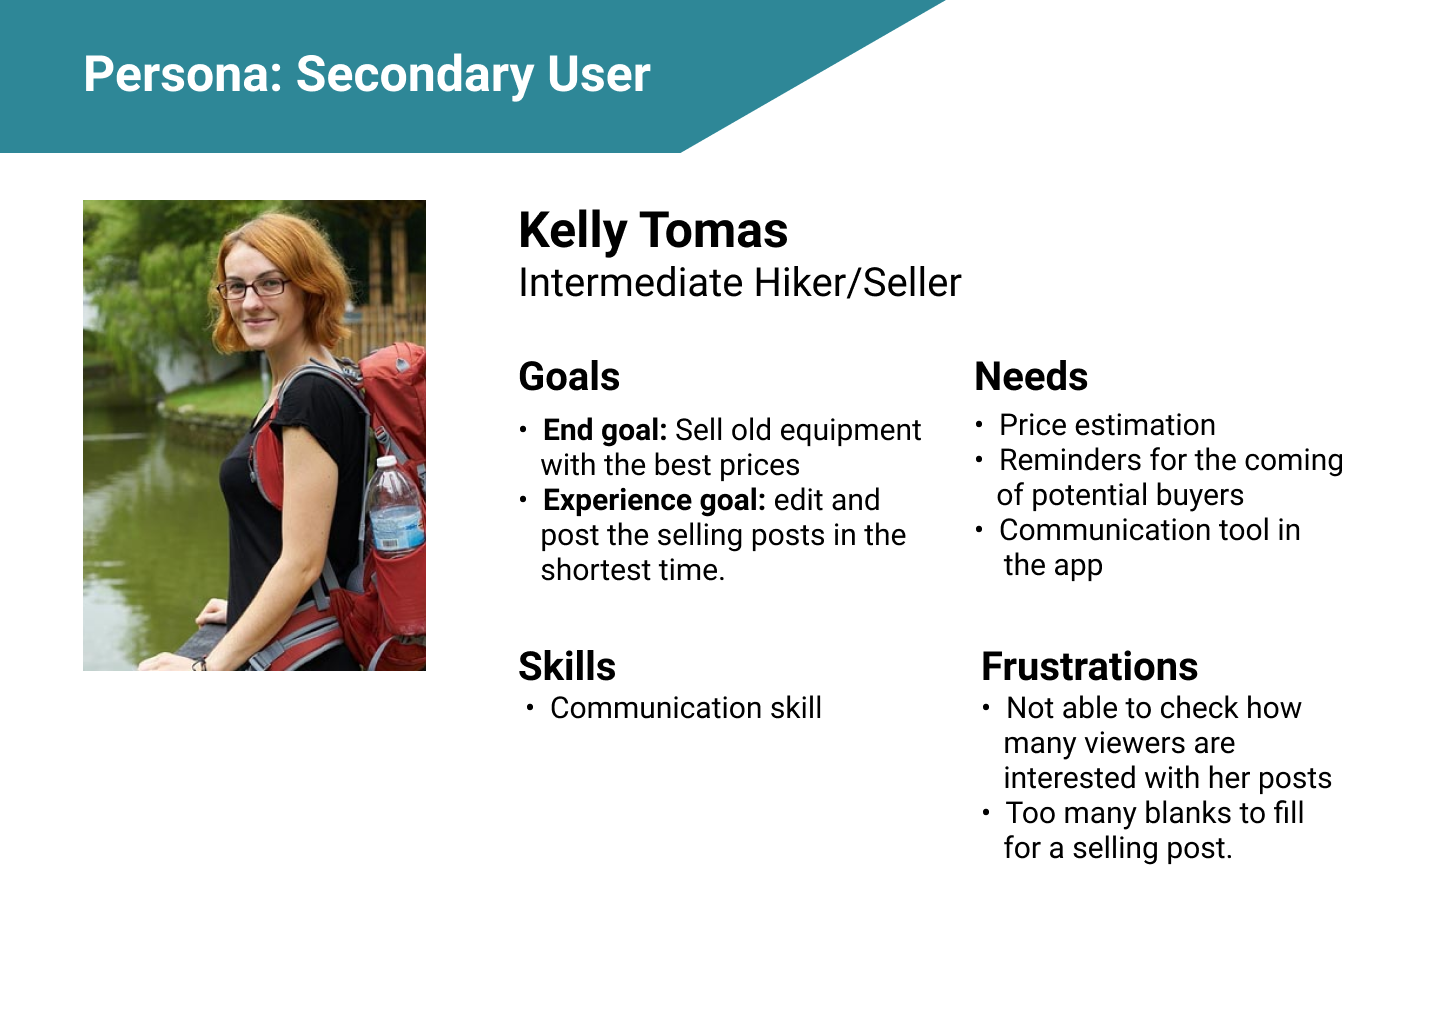 Persona: Secondary User
Kelly Tomas
Intermediate Hiker/Seller
Goals
• End goal: Sell old equipment
with the best prices
• Experience goal: edit and
post the selling posts in the
shortest time.
Needs
• Price estimation
• Reminders for the coming
of potential buyers
• Communication tool in
the app
Skills
• Communication skill
Frustrations
• Not able to check how
many viewers are
interested with her posts
• Too many blanks to fill
for a selling post.